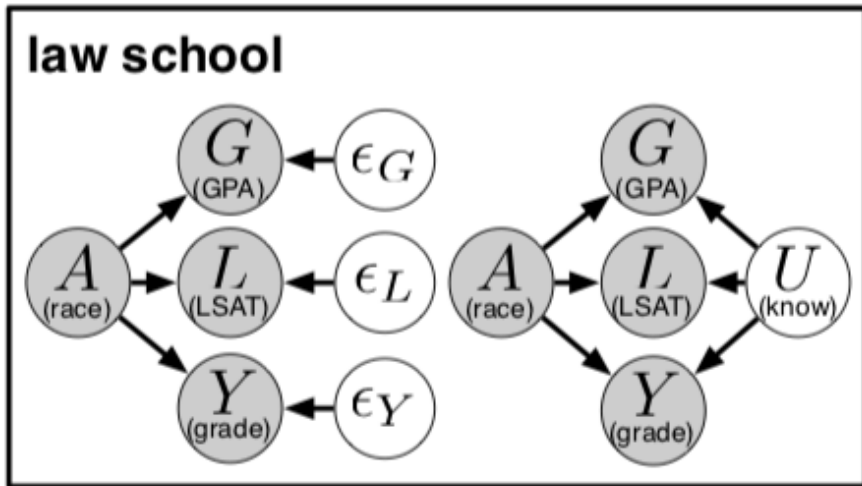 law school
G
(GPA)
ϵG
A
(race)
L
(LSAT)
ϵL
Y
(grade)
ϵY
G
(GPA)
A
(race)
L
(LSAT)
U
(know)
Y
(grade)